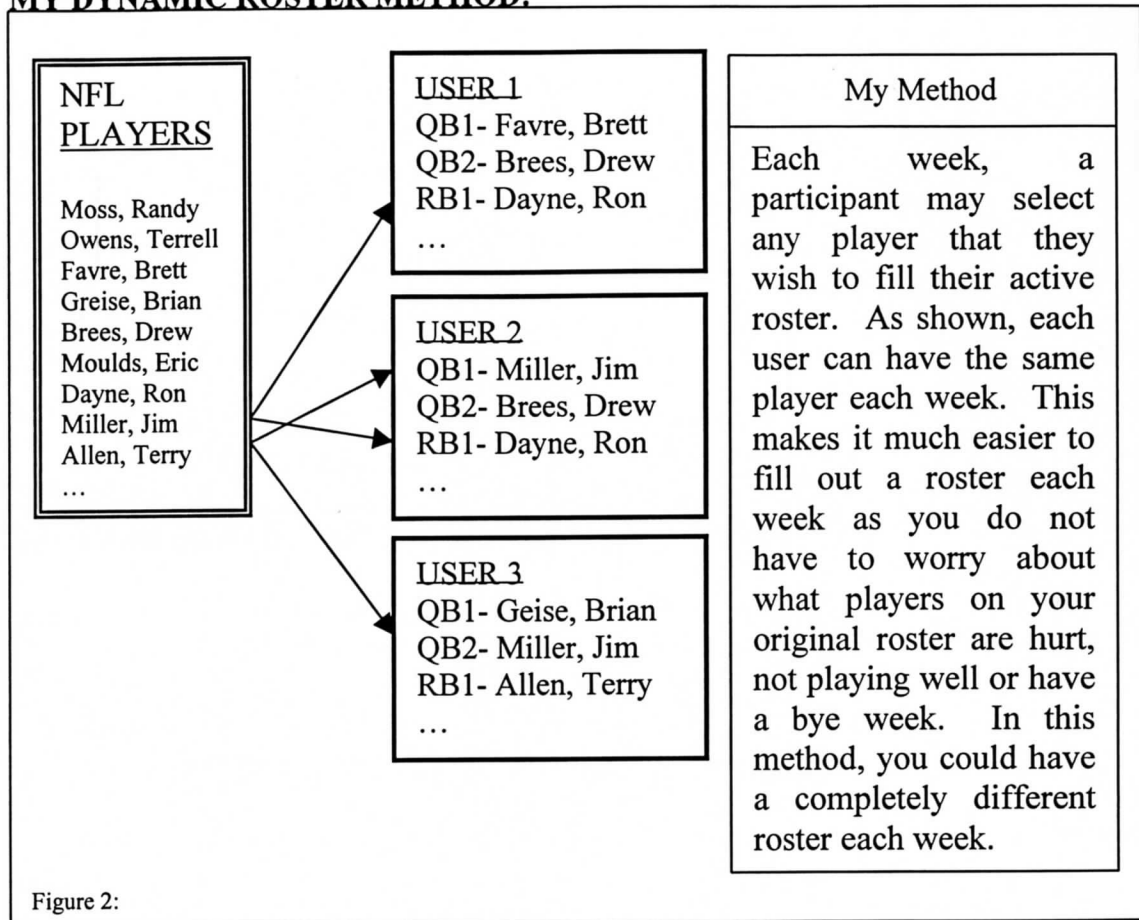 MY DYNAMIC ROSTER METHOD:
NFL
PLAYERS
Moss, Randy
Owens, Terrell
Favre, Brett
Greise, Brian
Brees, Drew
Moulds, Eric
Dayne, Ron
Miller, Jim
Allen, Terry
…
USER 1
QB1- Favre, Brett
QB2- Brees, Drew
RB1- Dayne, Ron
…
USER 2
QB1- Miller, Jim
QB2- Brees, Drew
RB1- Dayne, Ron
…
USER 3
QB1- Geise, Brian
QB2- Miller, Jim
RB1- Allen, Terry
…
My Method
Each week, a
participant may select
any player that they
wish to fill their active
roster. As shown, each
user can have the same
player each week. This
makes it much easier to
fill out a roster each
week as you do not
have to worry about
what players on your
original roster are hurt,
not playing well or have
a bye week. In this
method, you could have
a completely different
roster each week.
Figure 2: